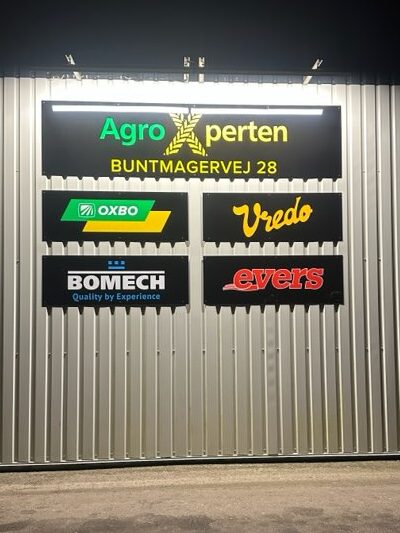 AgroXperten
BUNTMAGERVEJ 28
OXBO
Vredo
BOMECH
Quality by Experience
evers